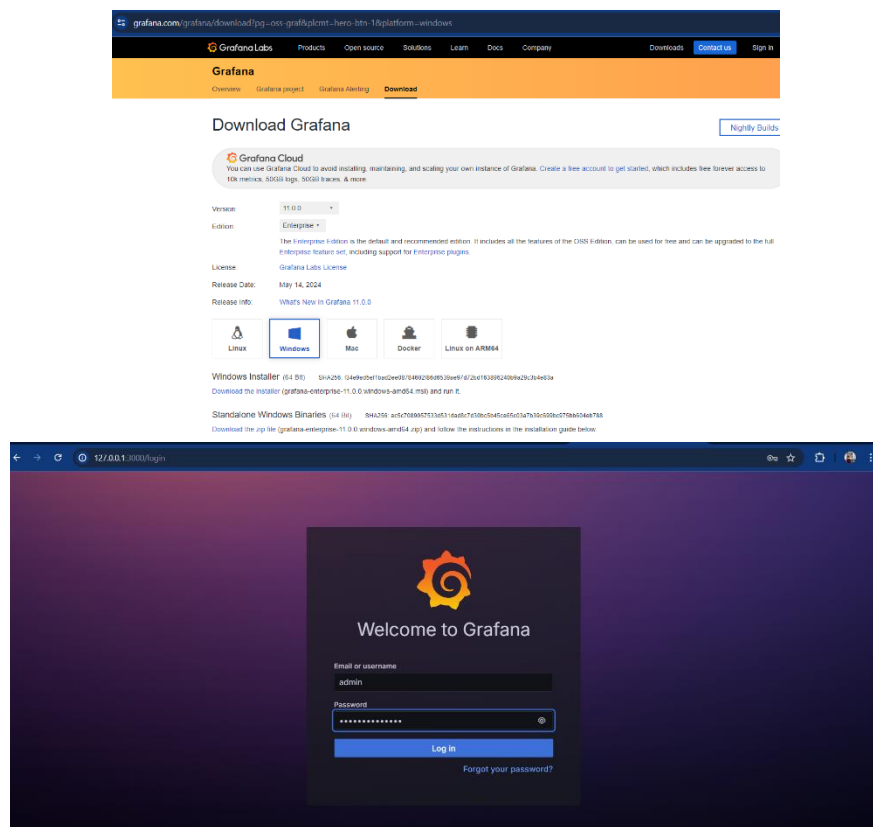 grafana.com/grafana/download?pg=oss-graf&plcmt=hero-btn-1&platform=windows
Grafana Labs Products Open source Solutions Learn Docs Company Downloads Contact us Sign in
Grafana
Overview Grafana project Grafana Alerting Download
Download Grafana
Nightly Builds
Grafana Cloud
You can use Grafana Cloud to avoid installing, maintaining, and scaling your own instance of Grafana. Create a free account to get started, which includes free forever access to
10k metrics, 50GB logs, 50GB traces, & more.
Version: 11.0.0
Edition: Enterprise
The Enterprise Edition is the default and recommended edition. It includes all the features of the OSS Edition, can be used for free and can be upgraded to the full
Enterprise feature set, including support for Enterprise plugins.
License: Grafana Labs License
Release Date: May 14, 2024
Release Info: What's New In Grafana 11.0.0
Linux Windows Mac Docker Linux on ARM64
Windows Installer (64 Bit) SHA256:
Download the installer (grafana-enterprise-11.0.0.windows-amd64.msi) and run it.
Standalone Windows Binaries (64 Bit) SHA256:
Download the zip file (grafana-enterprise-11.0.0.windows-amd64.zip) and follow the instructions in the installation guide below.
127.0.0.1:3000/login
Welcome to Grafana
Email or username
admin
Password
Log in
Forgot your password?